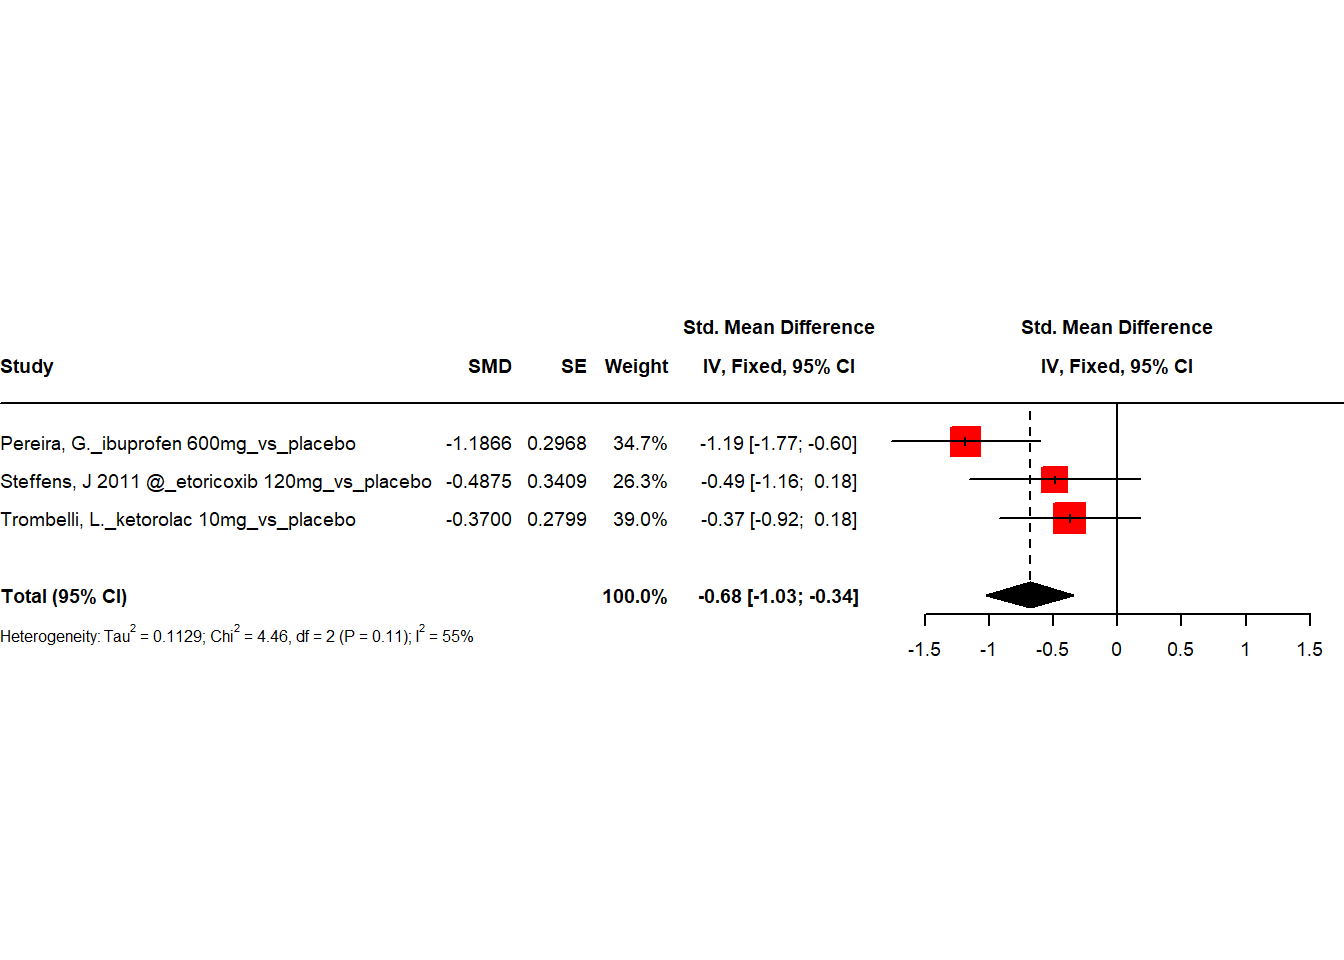 Std. Mean Difference Std. Mean Difference
Study SMD SE Weight IV, Fixed, 95% CI IV, Fixed, 95% CI
Pereira, G._ibuprofen 600mg_vs_placebo -1.1866 0.2968 34.7% -1.19 [-1.77; -0.60]
Steffens, J 2011 @_etoricoxib 120mg_vs_placebo -0.4875 0.3409 26.3% -0.49 [-1.16; 0.18]
Trombelli, L._ketorolac 10mg_vs_placebo -0.3700 0.2799 39.0% -0.37 [-0.92; 0.18]
Total (95% CI) 100.0% -0.68 [-1.03; -0.34]
Heterogeneity: Tau² = 0.1129; Chi² = 4.46, df = 2 (P = 0.11); I² = 55%
-1.5 -1 -0.5 0 0.5 1 1.5